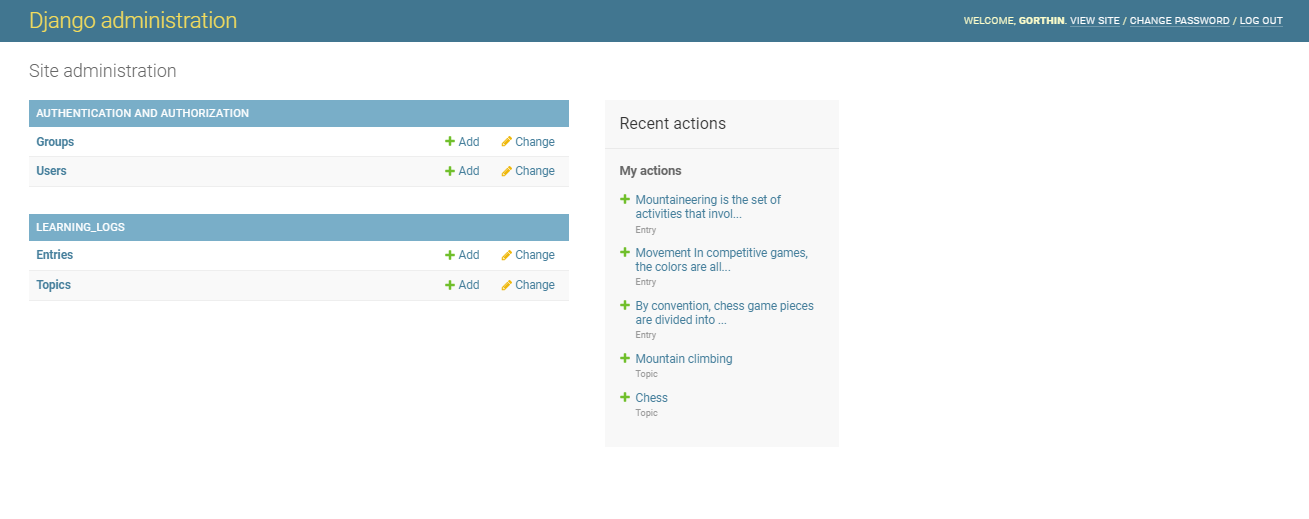 Django administration
WELCOME, GORTHIN. VIEW SITE / CHANGE PASSWORD / LOG OUT
Site administration
AUTHENTICATION AND AUTHORIZATION
Groups Add Change
Users Add Change
LEARNING_LOGS
Entries Add Change
Topics Add Change
Recent actions
My actions
Mountaineering is the set of
activities that invol...
Entry
Movement In competitive games,
the colors are all...
Entry
By convention, chess game pieces
are divided into ...
Entry
Mountain climbing
Topic
Chess
Topic